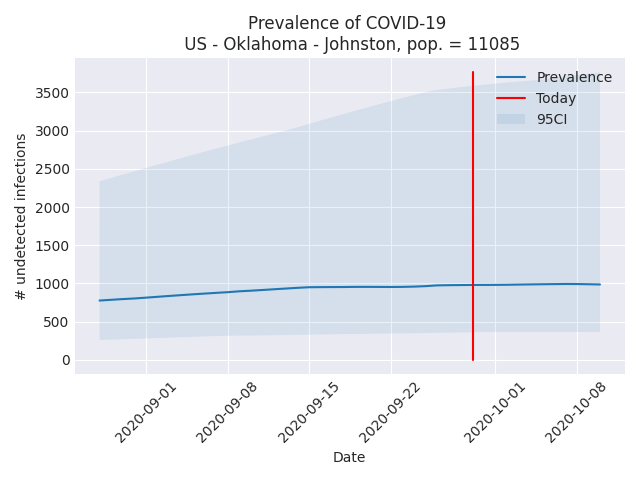 Prevalence of COVID-19
US - Oklahoma - Johnston, pop. = 11085
Prevalence
Today
95CI
3500
3000
2500
2000
1500
1000
500
0
# undetected infections
2020-09-01
2020-09-08
2020-09-15
2020-09-22
2020-10-01
2020-10-08
Date